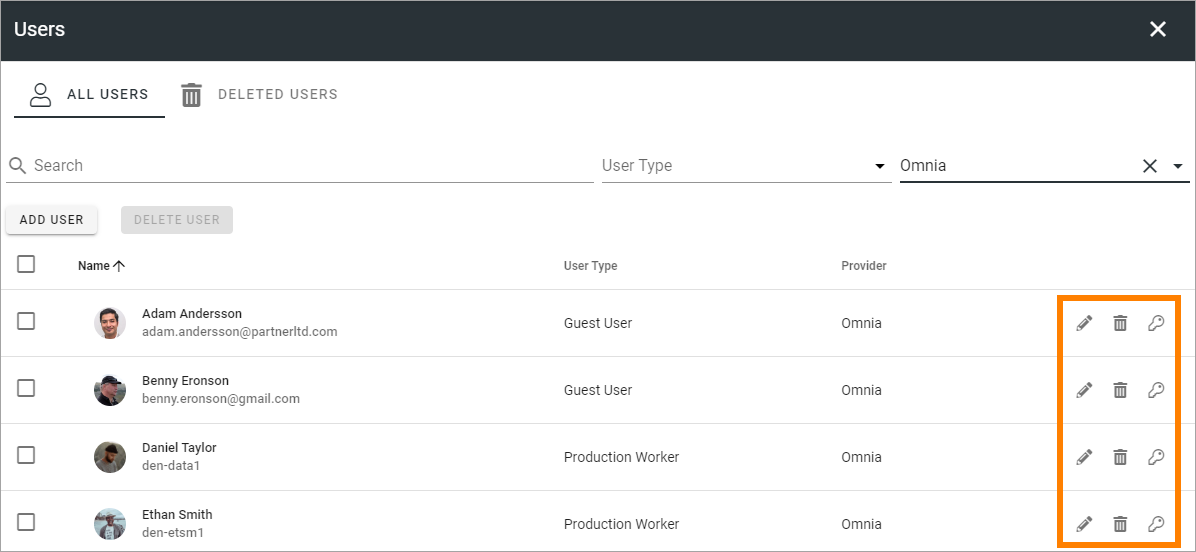 Users
ALL USERS DELETED USERS
Search User Type Omnia
ADD USER DELETE USER
Name User Type Provider
Adam Andersson
adam.andersson@partnerltd.com
Guest User Omnia
Benny Eronson
benny.eronson@gmail.com
Guest User Omnia
Daniel Taylor
den-data1
Production Worker Omnia
Ethan Smith
den-etsm1
Production Worker Omnia